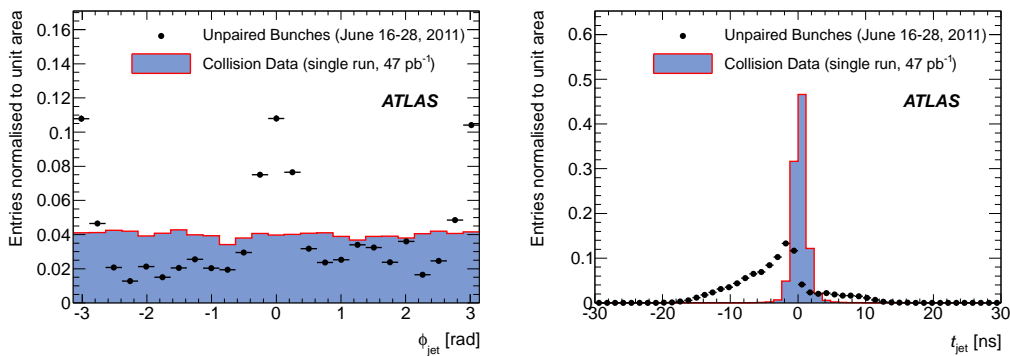 Entries normalised to unit area
0.16
0.14
0.12
0.1
0.08
0.06
0.04
0.02
0
Unpaired Bunches (June 16-28, 2011)
Collision Data (single run, 47 pb⁻¹)
ATLAS
-3 -2 -1 0 1 2 3
ϕjet [rad]
Entries normalised to unit area
0.6
0.5
0.4
0.3
0.2
0.1
0
Unpaired Bunches (June 16-28, 2011)
Collision Data (single run, 47 pb⁻¹)
ATLAS
-30 -20 -10 0 10 20 30
tjet [ns]